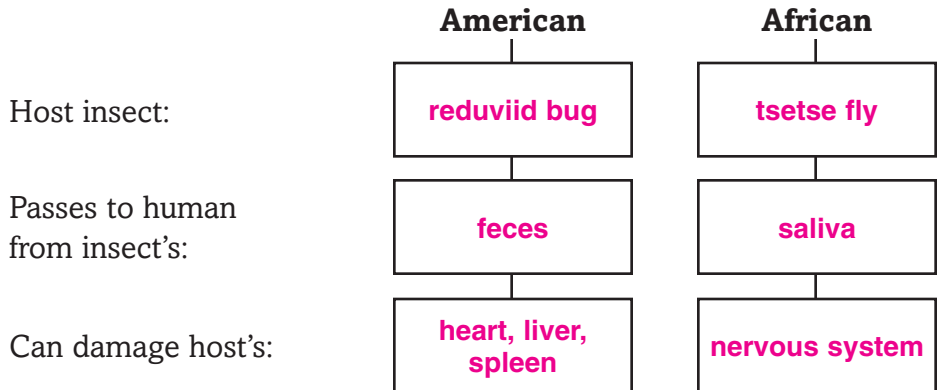 American African
Host insect: reduviid bug tsetse fly
Passes to human
from insect's: feces saliva
Can damage host's: heart, liver,
spleen nervous system